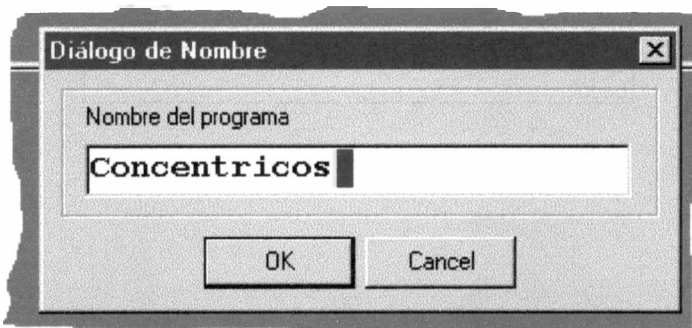 Diálogo de Nombre
Nombre del programa
Concentricos
OK
Cancel